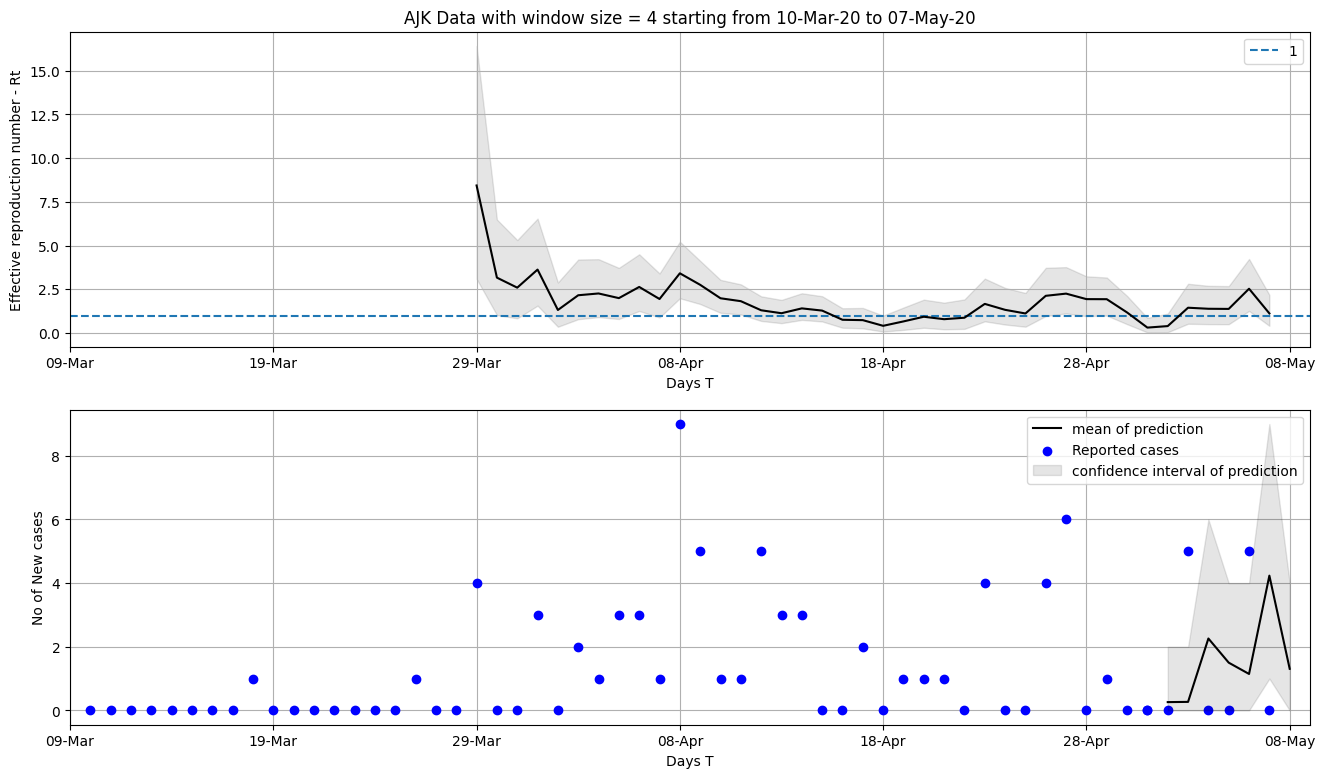 AJK Data with window size = 4 starting from 10-Mar-20 to 07-May-20
Effective reproduction number - Rt
15.0
12.5
10.0
7.5
5.0
2.5
0.0
1
09-Mar
19-Mar
29-Mar
08-Apr
18-Apr
28-Apr
08-May
Days T
No of New cases
8
6
4
2
0
mean of prediction
Reported cases
confidence interval of prediction
09-Mar
19-Mar
29-Mar
08-Apr
18-Apr
28-Apr
08-May
Days T